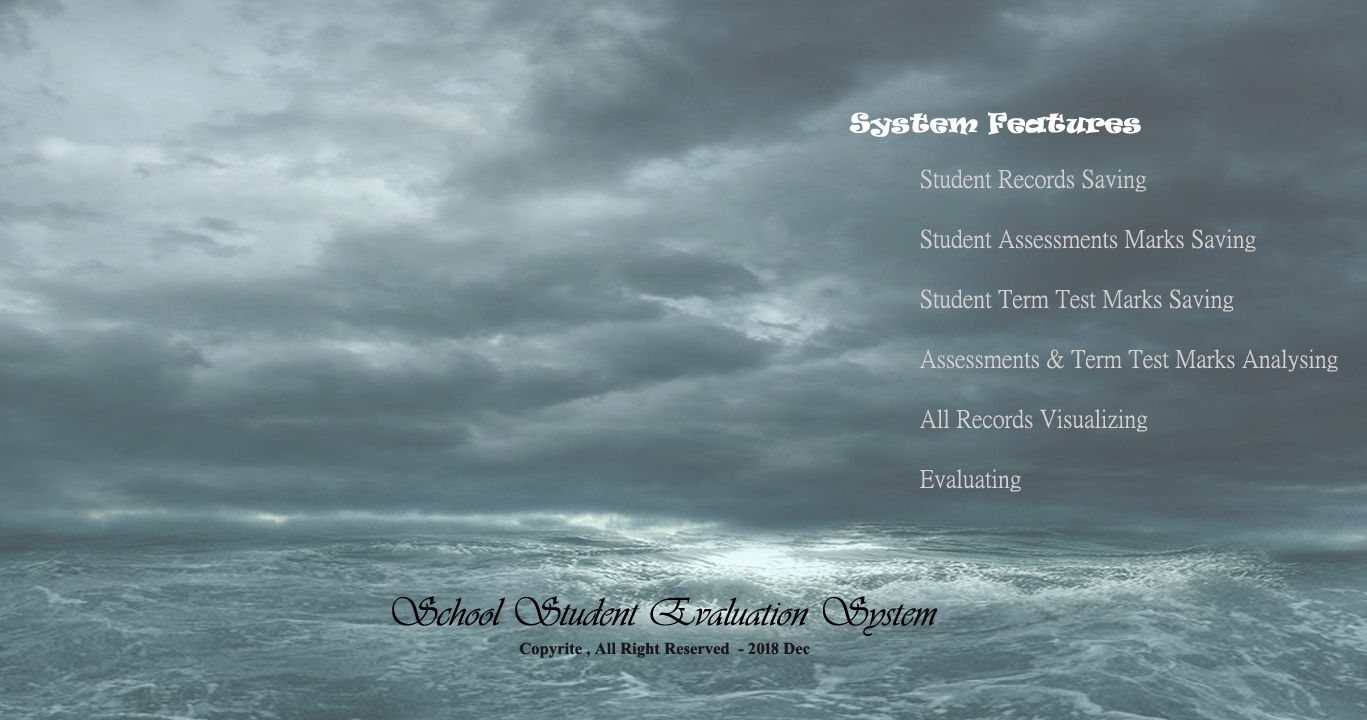 System Features
Student Records Saving
Student Assessments Marks Saving
Student Term Test Marks Saving
Assessments & Term Test Marks Analysing
All Records Visualizing
Evaluating
School Student Evaluation System
Copyrite , All Right Reserved - 2018 Dec